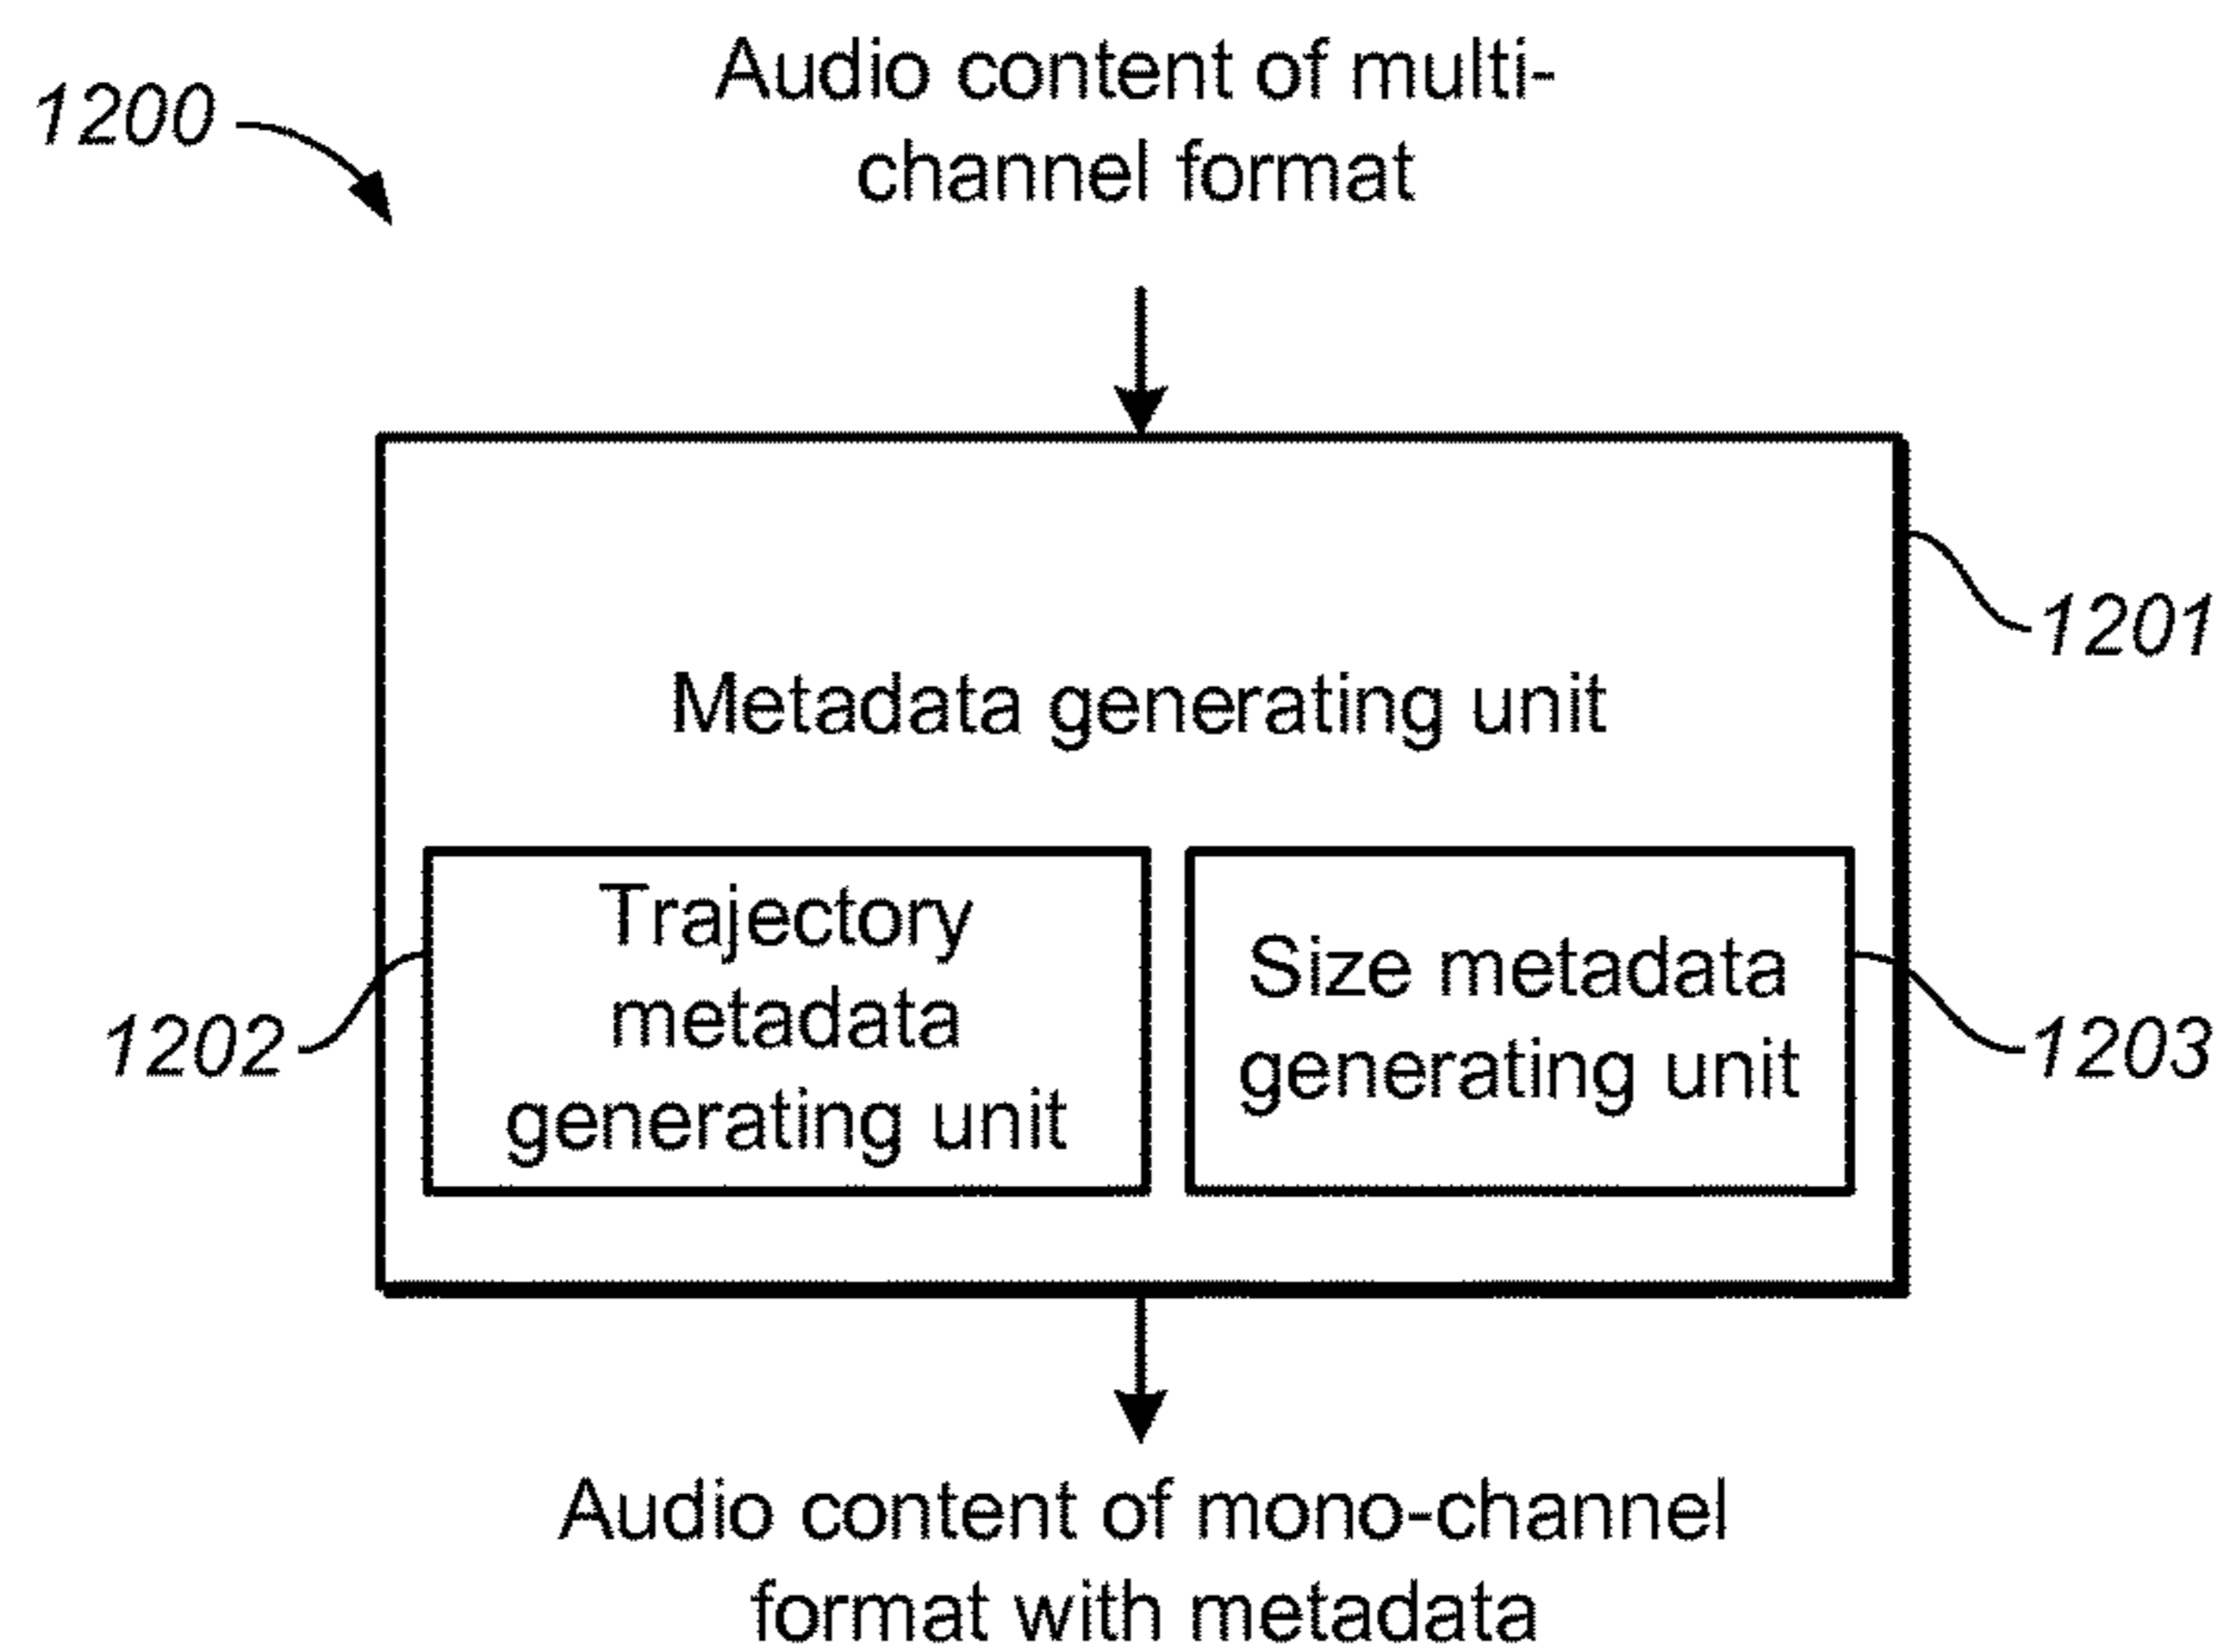 1200
Audio content of multi-
channel format
1201
Metadata generating unit
Trajectory
metadata
generating unit
1202
Size metadata
generating unit
1203
Audio content of mono-channel
format with metadata